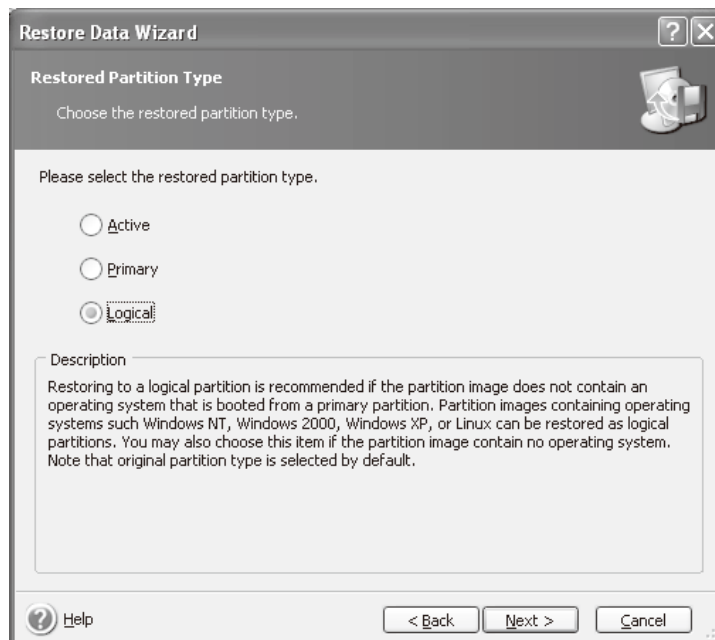 Restore Data Wizard
?
Restored Partition Type
Choose the restored partition type.
Please select the restored partition type.
Active
Primary
Logical
Description
Restoring to a logical partition is recommended if the partition image does not contain an
operating system that is booted from a primary partition. Partition images containing operating
systems such Windows NT, Windows 2000, Windows XP, or Linux can be restored as logical
partitions. You may also choose this item if the partition image contain no operating system.
Note that original partition type is selected by default.
? Help
< Back
Next >
Cancel